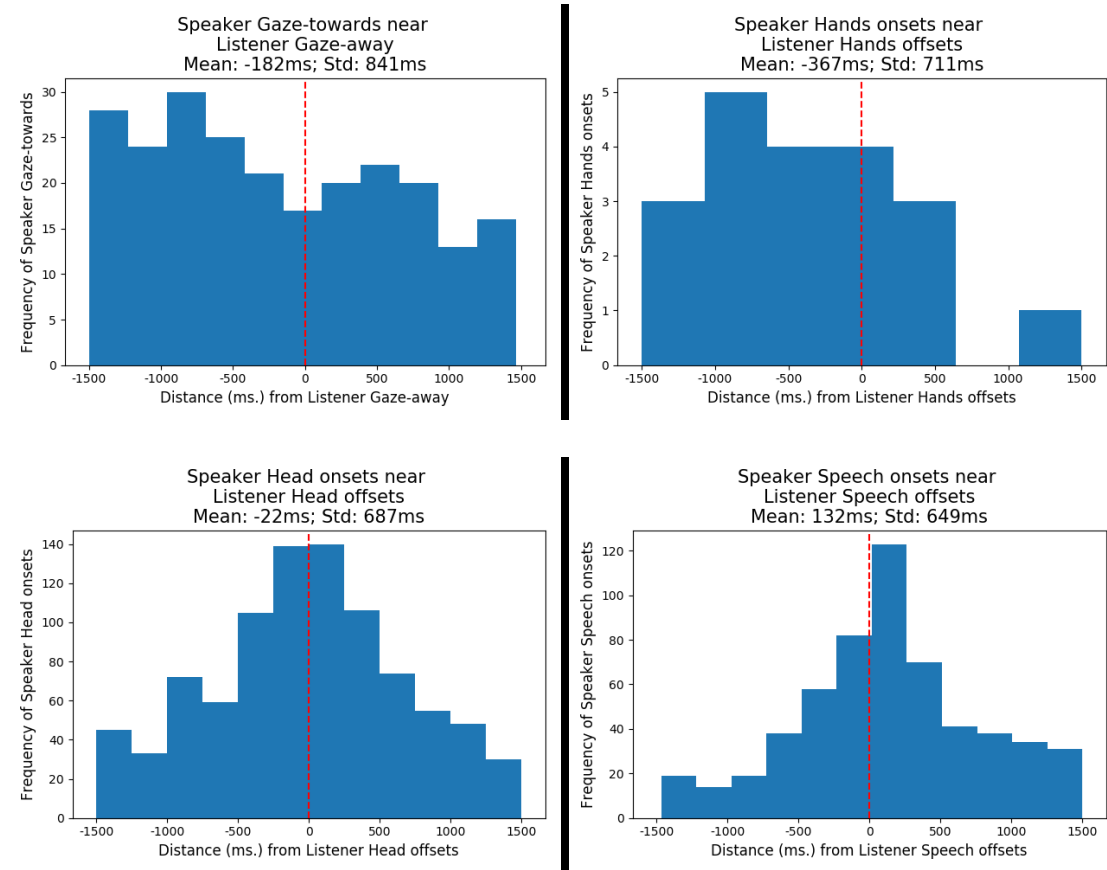 Speaker Gaze-towards near
Listener Gaze-away
Mean: -182ms; Std: 841ms
Frequency of Speaker Gaze-towards
30
25
20
15
10
5
0
-1500 -1000 -500 0 500 1000 1500
Distance (ms.) from Listener Gaze-away
Speaker Hands onsets near
Listener Hands offsets
Mean: -367ms; Std: 711ms
Frequency of Speaker Hands onsets
5
4
3
2
1
0
-1500 -1000 -500 0 500 1000 1500
Distance (ms.) from Listener Hands offsets
Speaker Head onsets near
Listener Head offsets
Mean: -22ms; Std: 687ms
Frequency of Speaker Head onsets
140
120
100
80
60
40
20
0
-1500 -1000 -500 0 500 1000 1500
Distance (ms.) from Listener Head offsets
Speaker Speech onsets near
Listener Speech offsets
Mean: 132ms; Std: 649ms
Frequency of Speaker Speech onsets
120
100
80
60
40
20
0
-1500 -1000 -500 0 500 1000 1500
Distance (ms.) from Listener Speech offsets